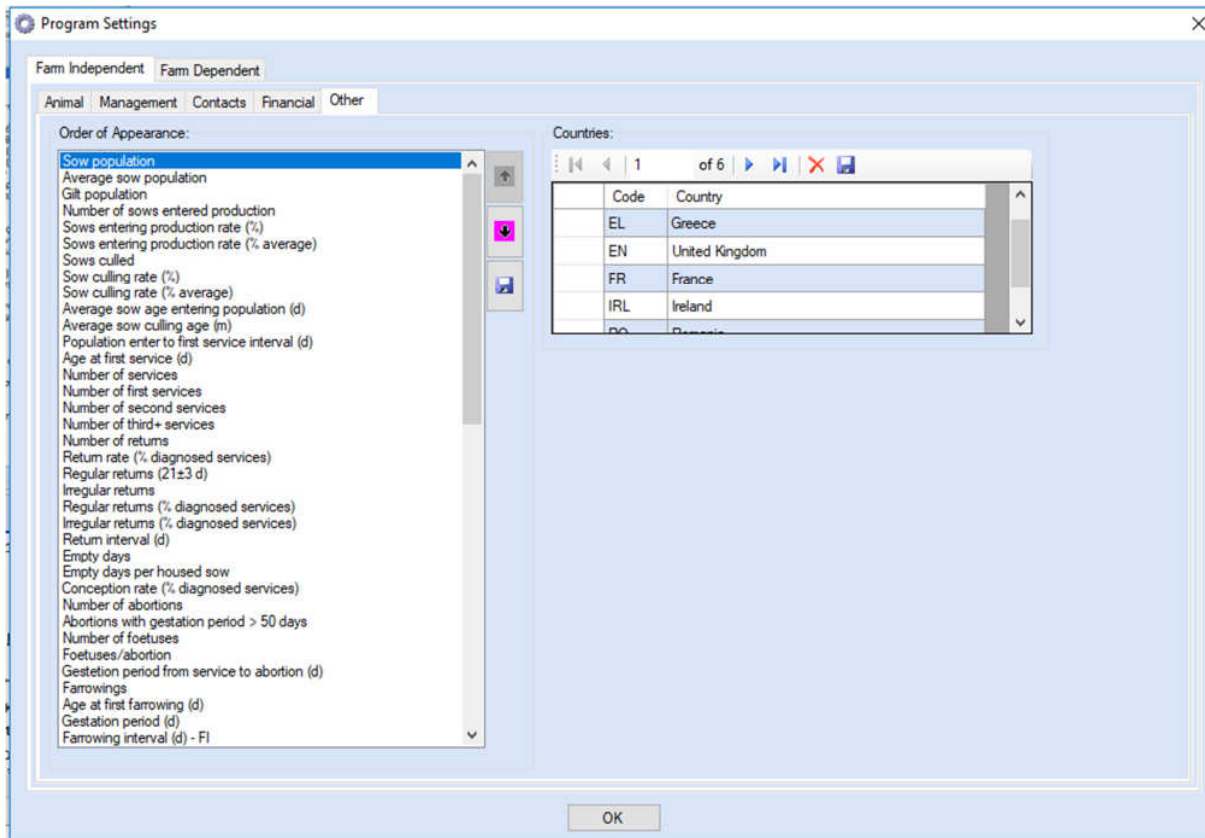 Program Settings
Farm Independent Farm Dependent
Animal Management Contacts Financial Other
Order of Appearance:
Sow population
Average sow population
Gilt population
Number of sows entered production
Sows entering production rate (%)
Sows entering production rate (% average)
Sows culled
Sow culling rate (%)
Sow culling rate (% average)
Average sow age entering population (d)
Average sow culling age (m)
Population enter to first service interval (d)
Age at first service (d)
Number of services
Number of first services
Number of second services
Number of third+ services
Number of returns
Return rate (% diagnosed services)
Regular returns (21±3 d)
Irregular returns
Regular returns (% diagnosed services)
Irregular returns (% diagnosed services)
Return interval (d)
Empty days
Empty days per housed sow
Conception rate (% diagnosed services)
Number of abortions
Abortions with gestation period > 50 days
Number of foetuses
Foetuses/abortion
Gestetion period from service to abortion (d)
Farrowings
Age at first farrowing (d)
Gestation period (d)
Farrowing interval (d) - FI
Countries:
1 of 6
Code Country
EL Greece
EN United Kingdom
FR France
IRL Ireland
RO Romania
OK